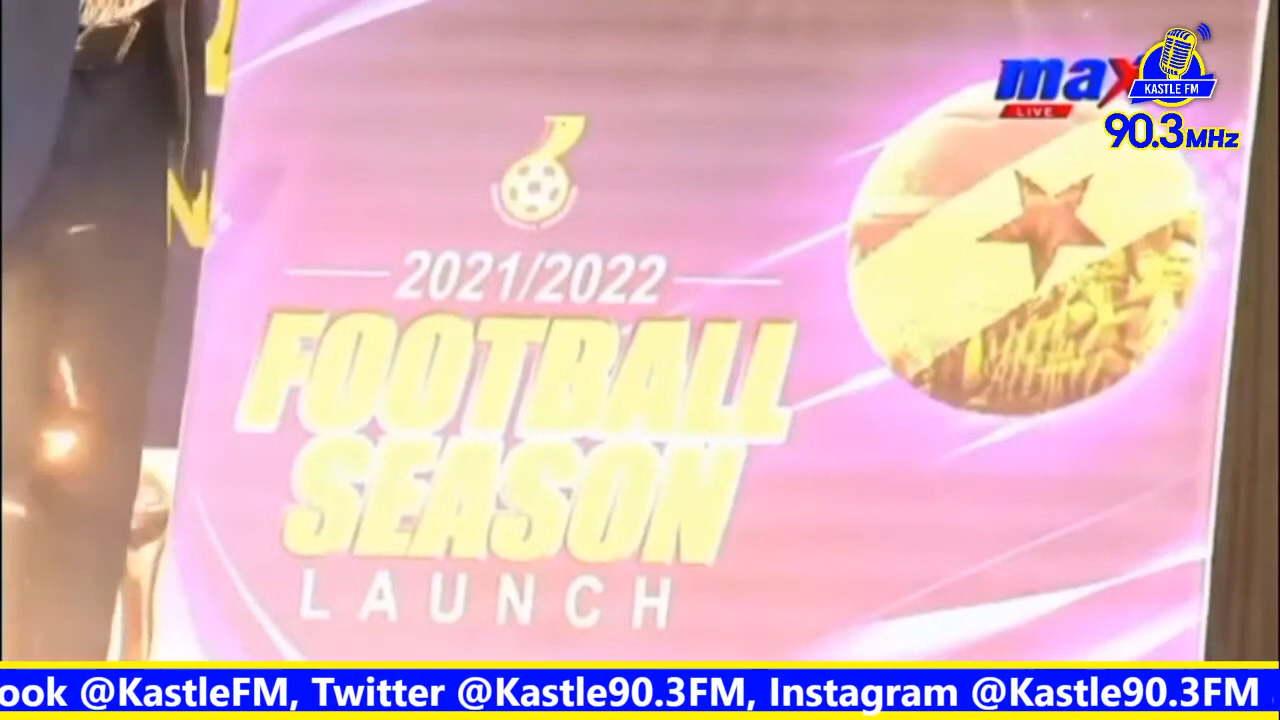 max
LIVE
KASTLE FM
90.3MHz
2021/2022
FOOTBALL
SEASON
LAUNCH
ook @KastleFM, Twitter @Kastle90.3FM, Instagram @Kastle90.3FM